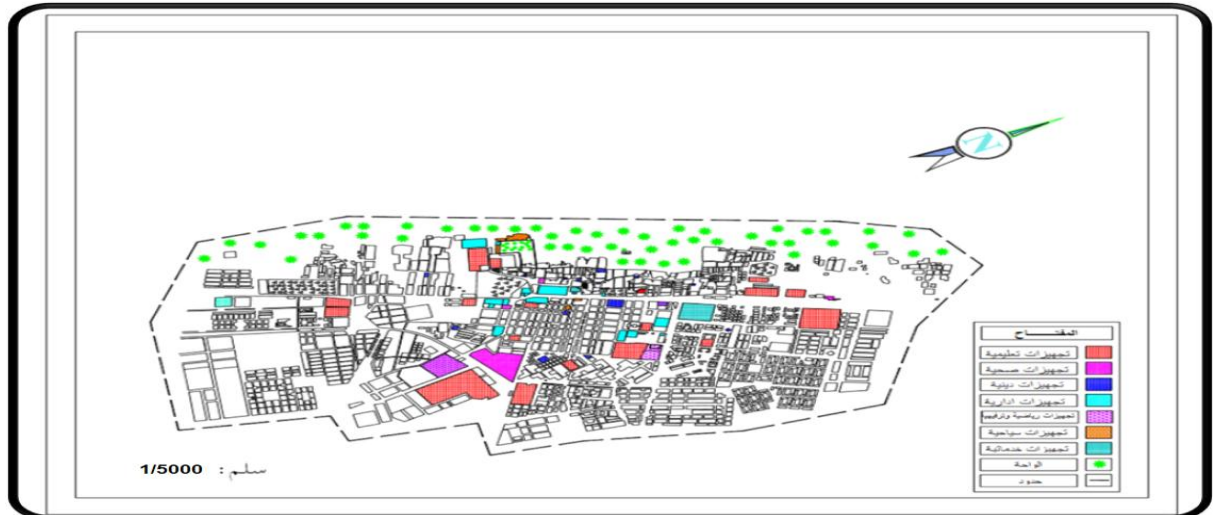 N
المفتـــاح
تجهيزات تعليمية
تجهيزات صحية
تجهيزات دينية
تجهيزات ادارية
تجهيزات رياضية وترفيهية
تجهيزات سياحية
تجهيزات خدماتية
الواحة
حدود
سلم: 1/5000